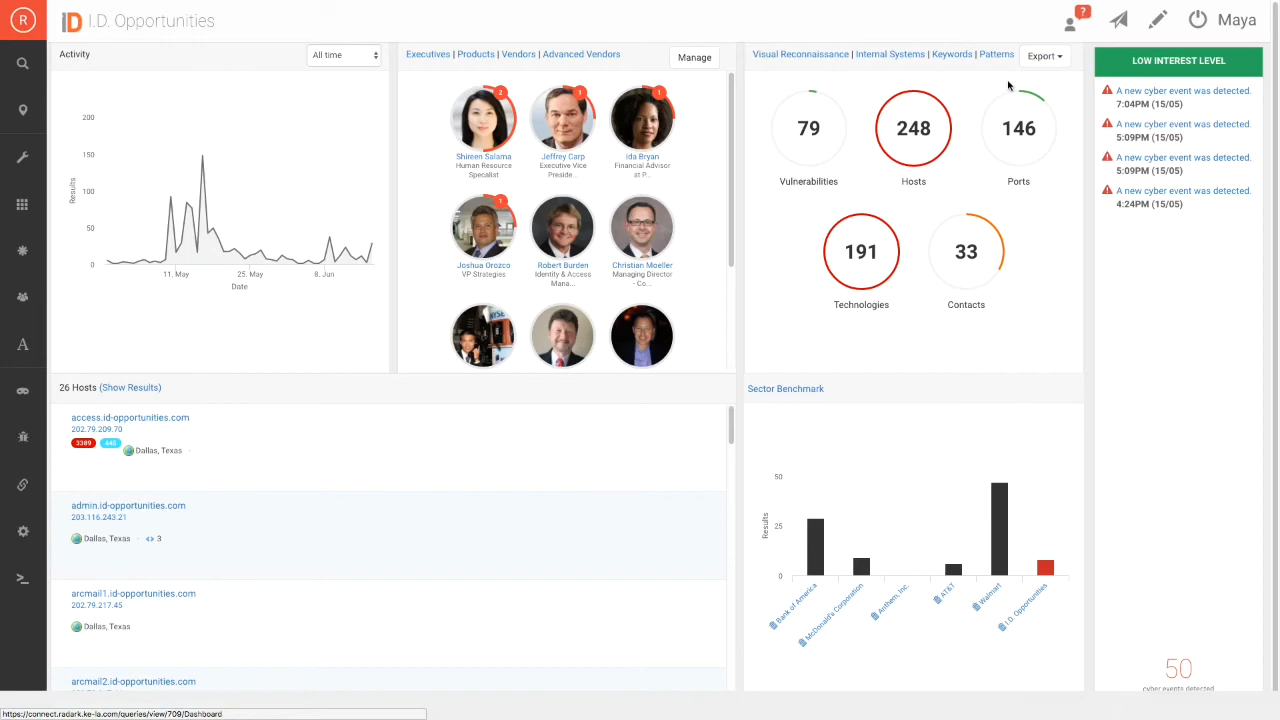 R
ID I.D. Opportunities
?
Maya
Activity
All time
Executives | Products | Vendors | Advanced Vendors
Manage
Visual Reconnaissance | Internal Systems | Keywords | Patterns
Export
LOW INTEREST LEVEL
A new cyber event was detected.
7:04PM (15/05)
A new cyber event was detected.
5:09PM (15/05)
A new cyber event was detected.
5:09PM (15/05)
A new cyber event was detected.
4:24PM (15/05)
200
150
100
50
0
Results
11. May
25. May
8. Jun
Date
2
1
1
Shireen Salama
Human Resource
Specalist
Jeffrey Carp
Executive Vice
Preside...
Ida Bryan
Financial Advisor
at P...
1
Joshua Orozco
VP Strategies
Robert Burden
Identity & Access
Mana...
Christian Moeller
Managing Director
- Co...
NYSE
79
Vulnerabilities
248
Hosts
146
Ports
191
Technologies
33
Contacts
26 Hosts (Show Results)
access.id-opportunities.com
202.79.209.70
3389
445
Dallas, Texas
admin.id-opportunities.com
203.116.243.21
Dallas, Texas
3
arcmail1.id-opportunities.com
202.79.217.45
Dallas, Texas
arcmail2.id-opportunities.com
Sector Benchmark
50
25
0
Results
Bank of America
McDonald's Corporation
Anthem, Inc.
AT&T
Walmart
I.D. Opportunities
50
cyber events detected
A
https://connect.radark.ke-la.com/queries/view/709/Dashboard